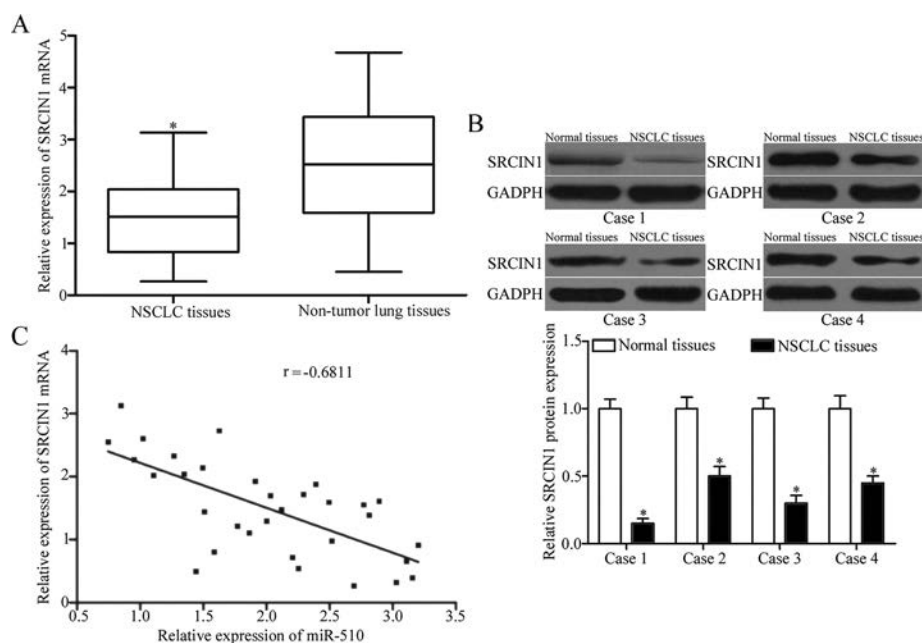 A
Relative expression of SRCIN1 mRNA
5
4
3
2
1
0
*
NSCLC tissues
Non-tumor lung tissues
B
Normal tissues NSCLC tissues
SRCIN1
GADPH
Case 1
Normal tissues NSCLC tissues
SRCIN1
GADPH
Case 2
Normal tissues NSCLC tissues
SRCIN1
GADPH
Case 3
Normal tissues NSCLC tissues
SRCIN1
GADPH
Case 4
Normal tissues
NSCLC tissues
Relative SRCIN1 protein expression
1.0
0.5
0.0
*
*
*
*
Case 1 Case 2 Case 3 Case 4
C
Relative expression of SRCIN1 mRNA
r=-0.6811
4
3
2
1
0
0.5 1.0 1.5 2.0 2.5 3.0 3.5
Relative expression of miR-510